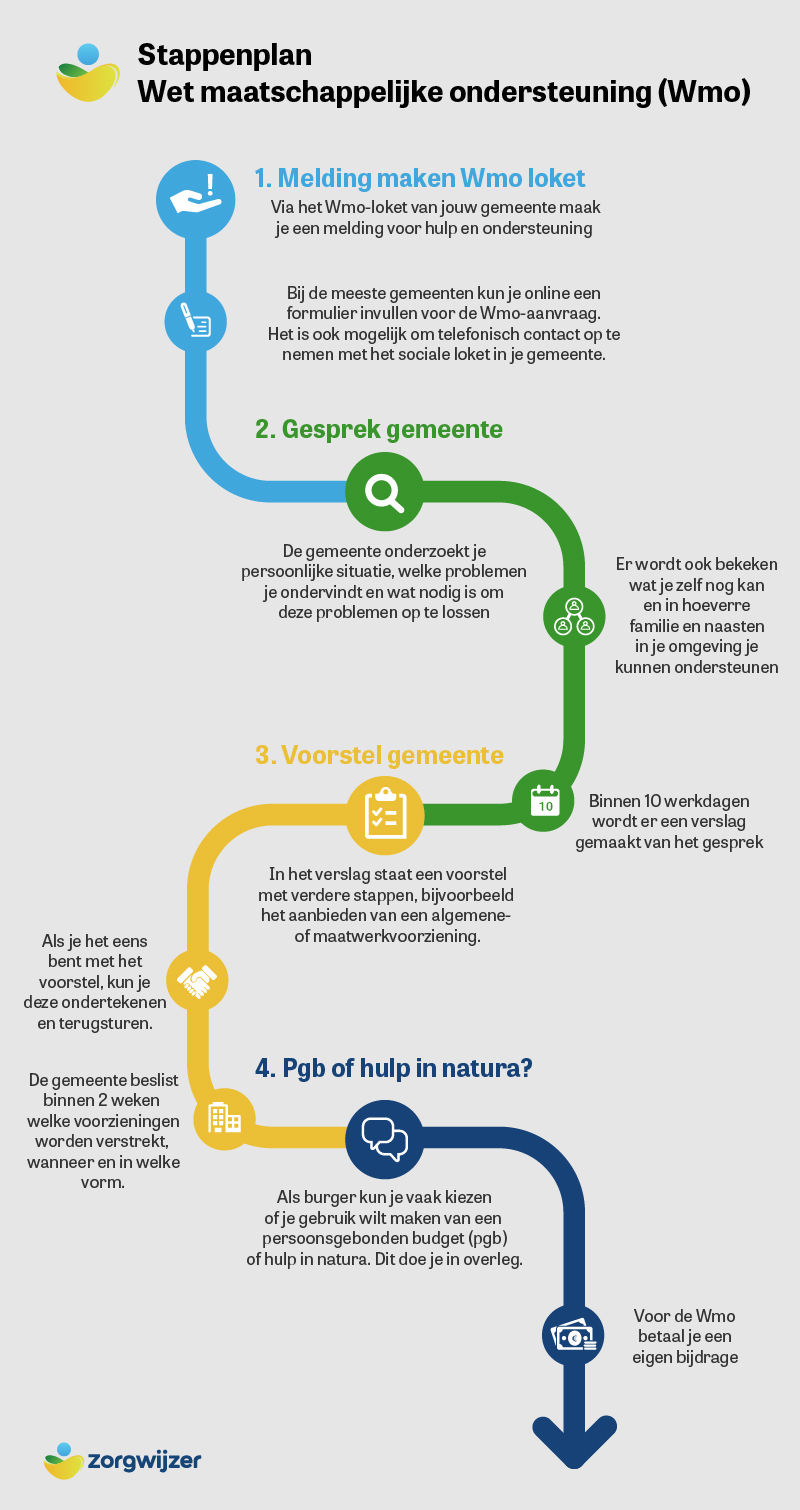 Stappenplan
Wet maatschappelijke ondersteuning (Wmo)
1. Melding maken Wmo loket
Via het Wmo-loket van jouw gemeente maak
je een melding voor hulp en ondersteuning
Bij de meeste gemeenten kun je online een
formulier invullen voor de Wmo-aanvraag.
Het is ook mogelijk om telefonisch contact op te
nemen met het sociale loket in je gemeente.
2. Gesprek gemeente
De gemeente onderzoekt je
persoonlijke situatie, welke problemen
je ondervindt en wat nodig is om
deze problemen op te lossen
Er wordt ook bekeken
wat je zelf nog kan
en in hoeverre
familie en naasten
in je omgeving je
kunnen ondersteunen
10
Binnen 10 werkdagen
wordt er een verslag
gemaakt van het gesprek
3. Voorstel gemeente
In het verslag staat een voorstel
met verdere stappen, bijvoorbeeld
het aanbieden van een algemene-
of maatwerkvoorziening.
Als je het eens
bent met het
voorstel, kun je
deze ondertekenen
en terugsturen.
De gemeente beslist
binnen 2 weken
welke voorzieningen
worden verstrekt,
wanneer en in welke
vorm.
4. Pgb of hulp in natura?
Als burger kun je vaak kiezen
of je gebruik wilt maken van een
persoonsgebonden budget (pgb)
of hulp in natura. Dit doe je in overleg.
€
Voor de Wmo
betaal je een
eigen bijdrage
zorgwijzer